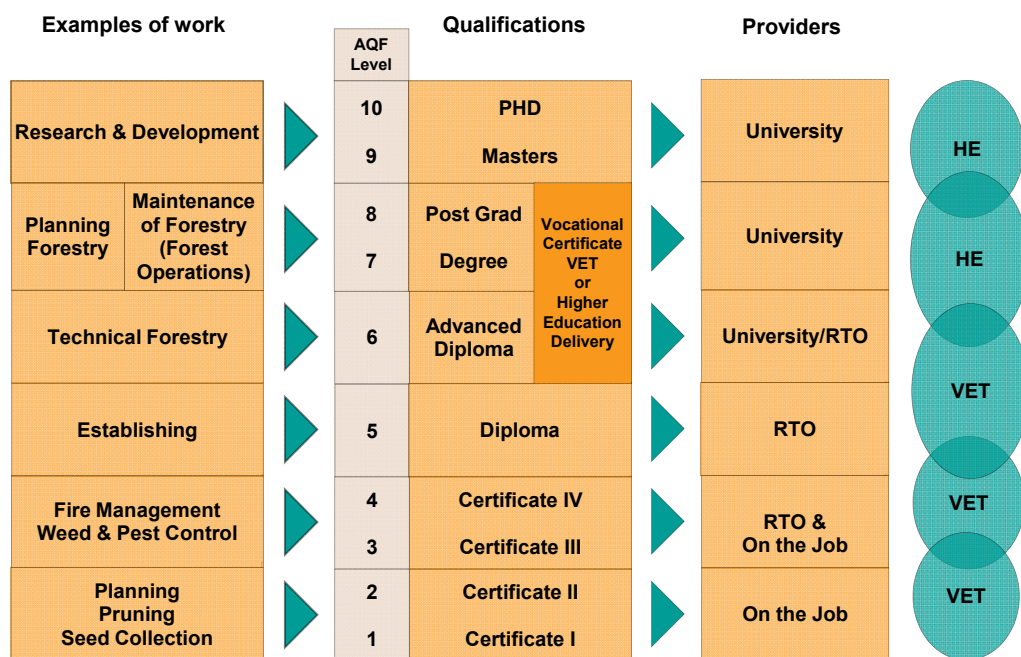 Examples of work
Qualifications
Providers
AQF
Level
Research & Development
10
PHD
9
Masters
University
HE
Planning
Forestry
Maintenance
of Forestry
(Forest
Operations)
8
Post Grad
7
Degree
Vocational
Certificate
VET
or
Higher
Education
Delivery
University
HE
Technical Forestry
6
Advanced
Diploma
University/RTO
VET
Establishing
5
Diploma
RTO
Fire Management
Weed & Pest Control
4
Certificate IV
3
Certificate III
RTO &
On the Job
VET
Planning
Pruning
Seed Collection
2
Certificate II
1
Certificate I
On the Job
VET